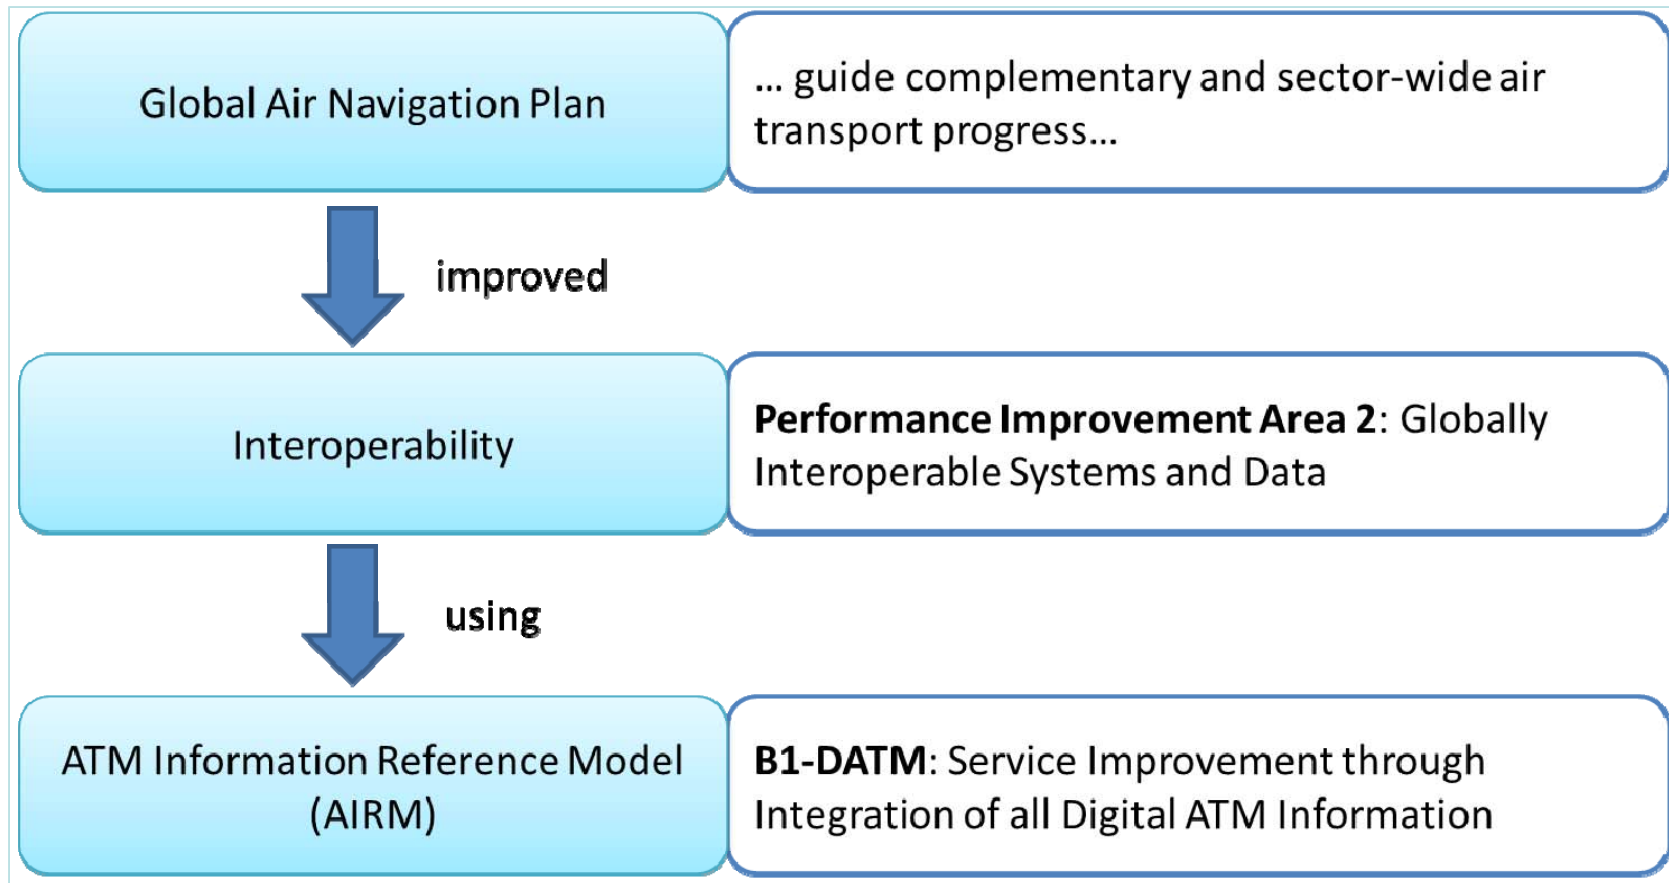 Global Air Navigation Plan
… guide complementary and sector-wide air
transport progress…
improved
Interoperability
Performance Improvement Area 2: Globally
Interoperable Systems and Data
using
ATM Information Reference Model
(AIRM)
B1-DATM: Service Improvement through
Integration of all Digital ATM Information